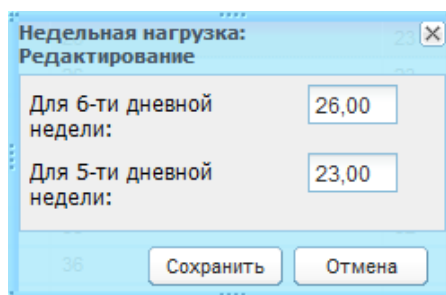 Недельная нагрузка:
Редактирование
Для 6-ти дневной
недели:
26,00
Для 5-ти дневной
недели:
23,00
36
Сохранить
Отмена